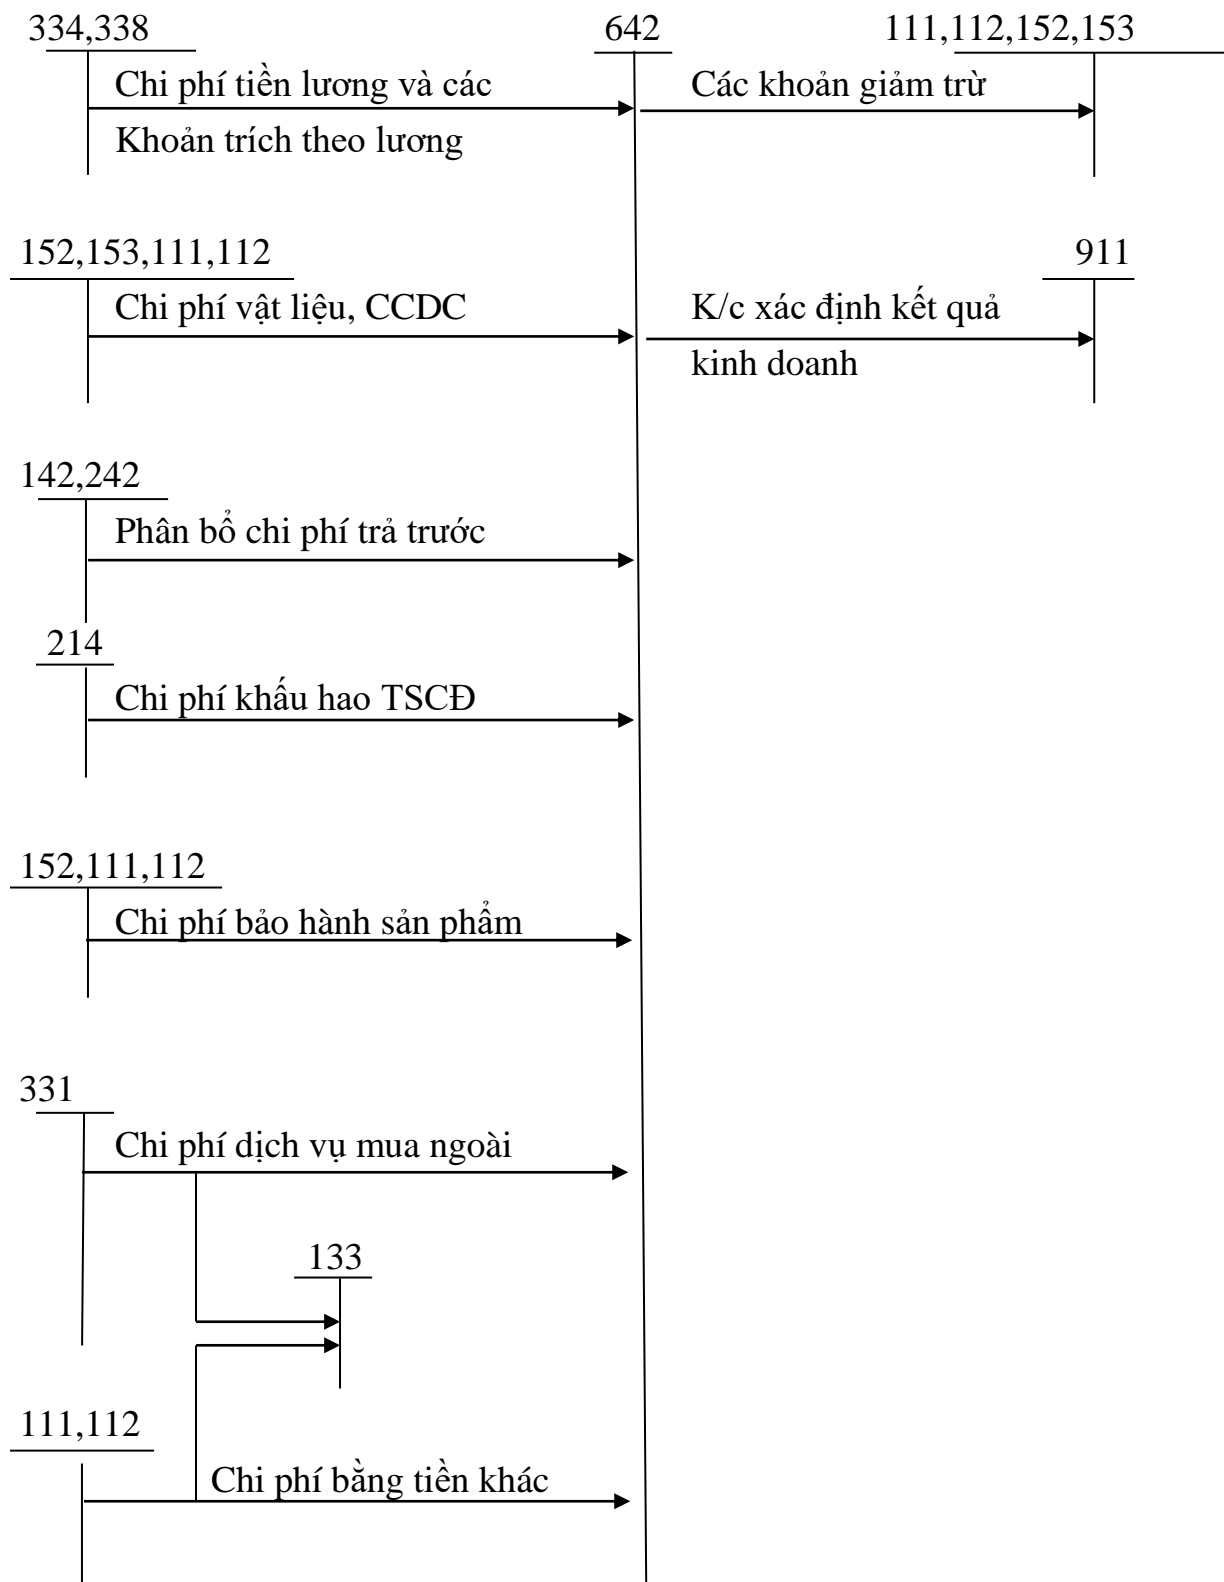 334,338
642
111,112,152,153
Chi phí tiền lương và các
Các khoản giảm trừ
Khoản trích theo lương
152,153,111,112
911
Chi phí vật liệu, CCDC
K/c xác định kết quả
kinh doanh
142,242
Phân bổ chi phí trả trước
214
Chi phí khấu hao TSCĐ
152,111,112
Chi phí bảo hành sản phẩm
331
Chi phí dịch vụ mua ngoài
133
111,112
Chi phí bằng tiền khác